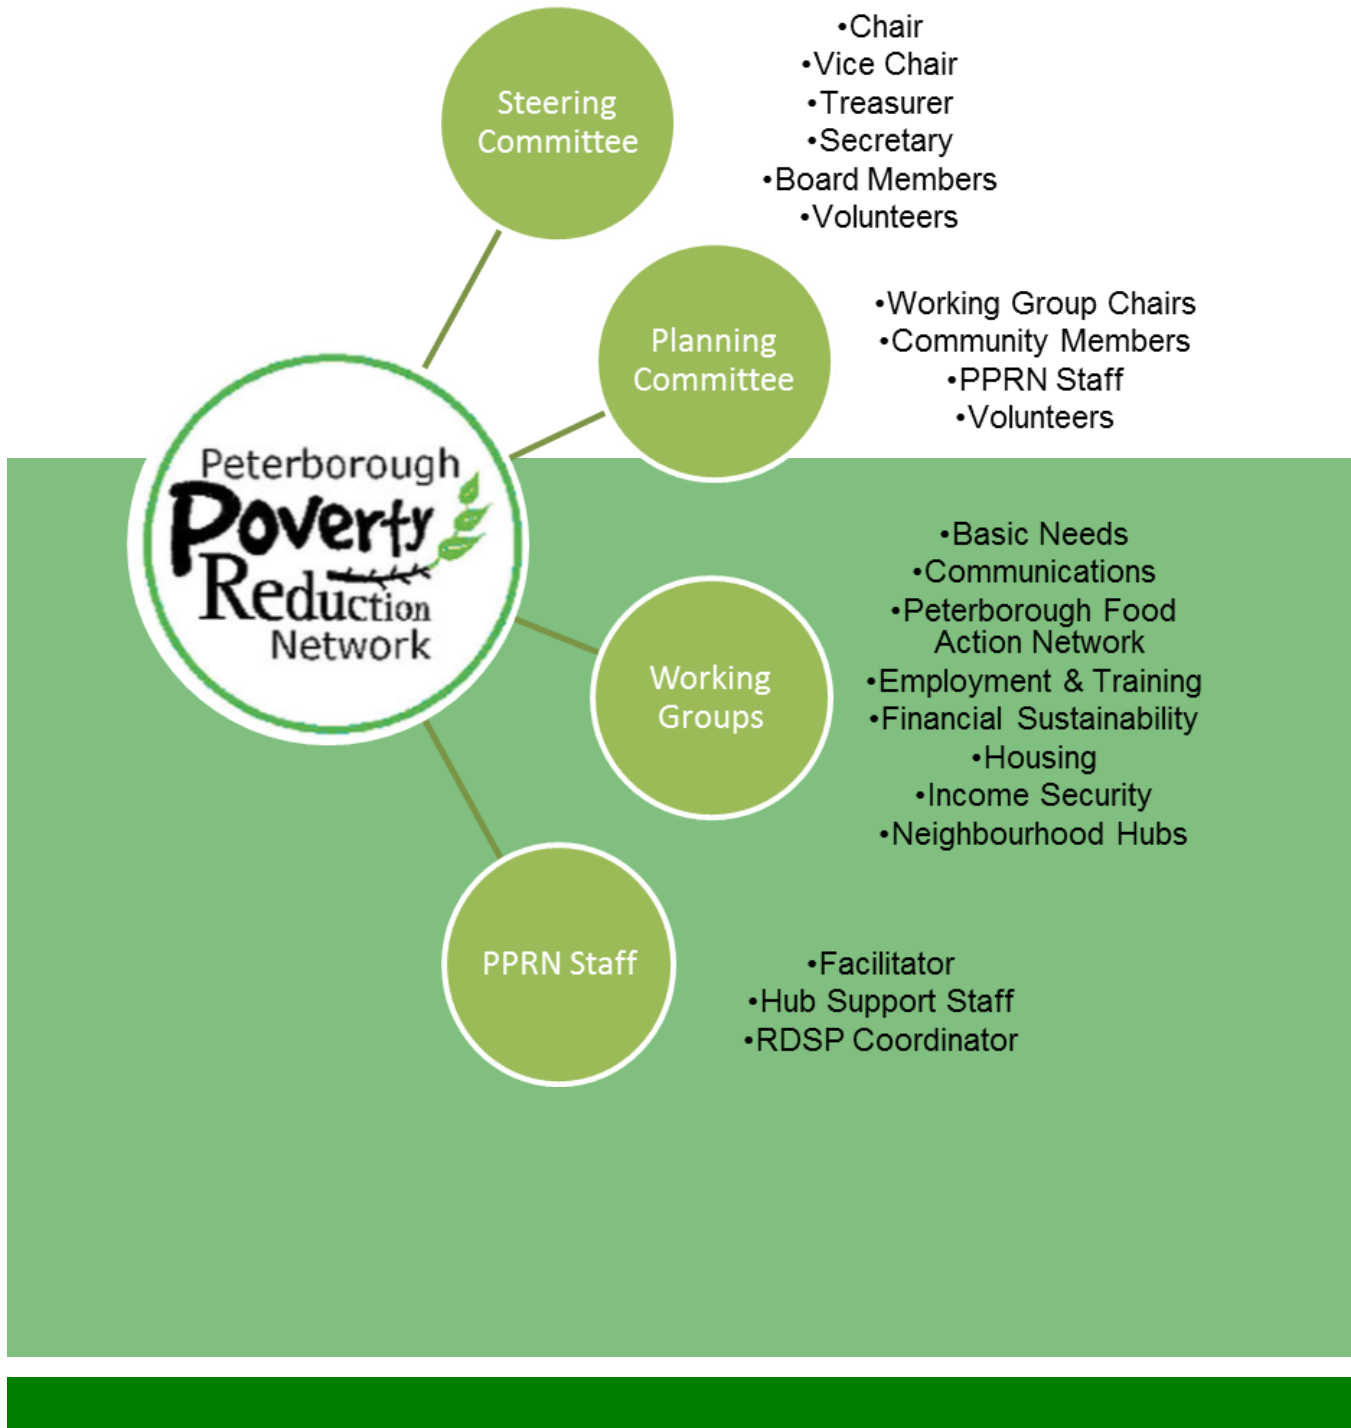 Steering
Committee
•Chair
•Vice Chair
•Treasurer
•Secretary
•Board Members
•Volunteers
Planning
Committee
•Working Group Chairs
•Community Members
•PPRN Staff
•Volunteers
Peterborough
Poverty
Reduction
Network
Working
Groups
•Basic Needs
•Communications
•Peterborough Food
Action Network
•Employment & Training
•Financial Sustainability
•Housing
•Income Security
•Neighbourhood Hubs
PPRN Staff
•Facilitator
•Hub Support Staff
•RDSP Coordinator